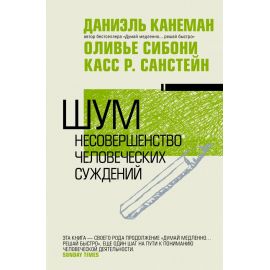 ДАНИЭЛЬ КАНЕМАН
автор бестселлера «Думай медленно... решай быстро»
ОЛИВЬЕ СИБОНИ
КАСС Р. САНСТЕЙН
ШУМ
НЕСОВЕРШЕНСТВО
ЧЕЛОВЕЧЕСКИХ
СУЖДЕНИЙ
ЭТА КНИГА — СВОЕГО РОДА ПРОДОЛЖЕНИЕ «ДУМАЙ МЕДЛЕННО...
РЕШАЙ БЫСТРО», ЕЩЕ ОДИН ШАГ НА ПУТИ К ПОНИМАНИЮ
ЧЕЛОВЕЧЕСКОЙ ДЕЯТЕЛЬНОСТИ.
SUNDAY TIMES